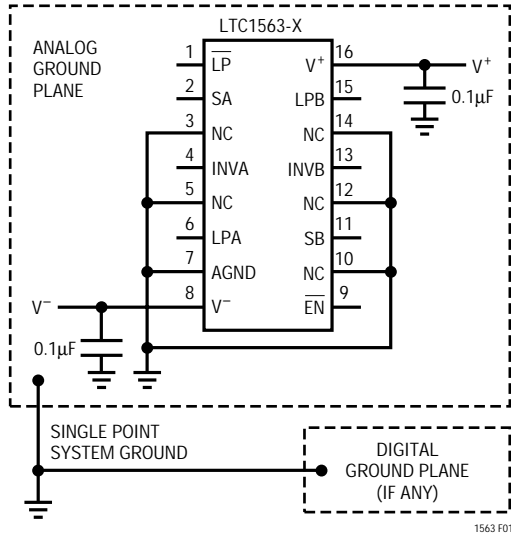 LTC1563-X
ANALOG
GROUND
PLANE
1 LP V+ 16
V+
2 SA LPB 15
0.1µF
3 NC NC 14
4 INVA INVB 13
5 NC NC 12
6 LPA SB 11
7 AGND NC 10
V– 8 V– EN 9
0.1µF
SINGLE POINT
SYSTEM GROUND
DIGITAL
GROUND PLANE
(IF ANY)
1563 F01